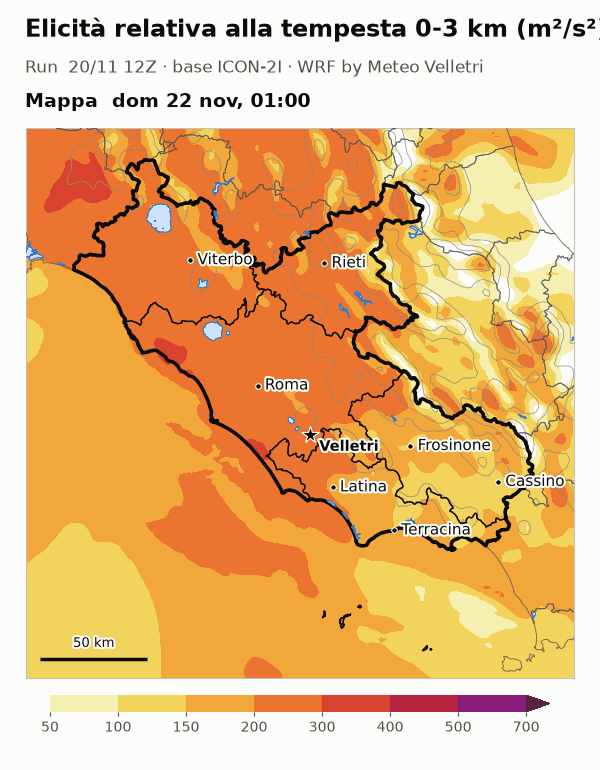 Elicità relativa alla tempesta 0-3 km (m²/s²)
Run 20/11 12Z · base ICON-2I · WRF by Meteo Velletri
Mappa dom 22 nov, 01:00
Viterbo
Rieti
Roma
Velletri
Frosinone
Latina
Cassino
Terracina
50 km
50 100 150 200 300 400 500 700